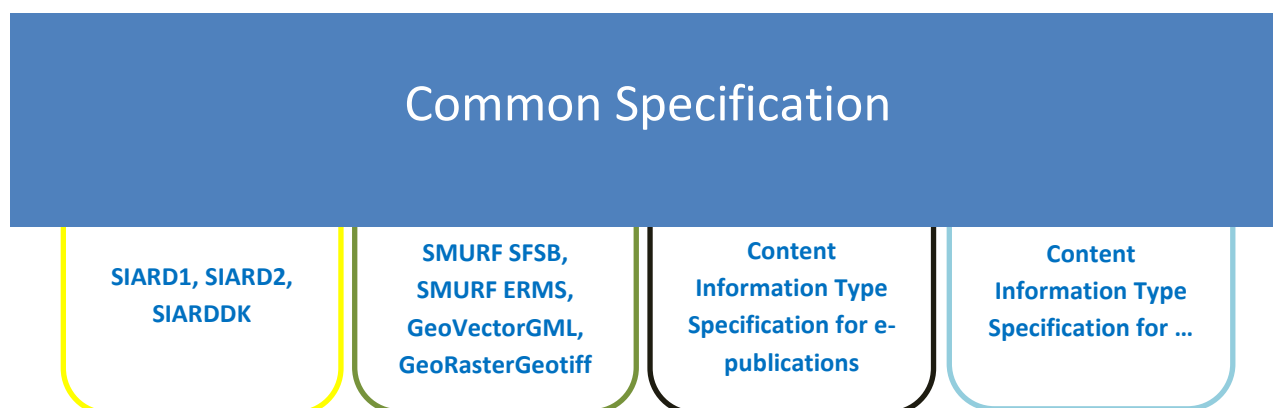 Common Specification
SIARD1, SIARD2,
SIARDDK
SMURF SFSB,
SMURF ERMS,
GeoVectorGML,
GeoRasterGeotiff
Content
Information Type
Specification for e-
publications
Content
Information Type
Specification for …